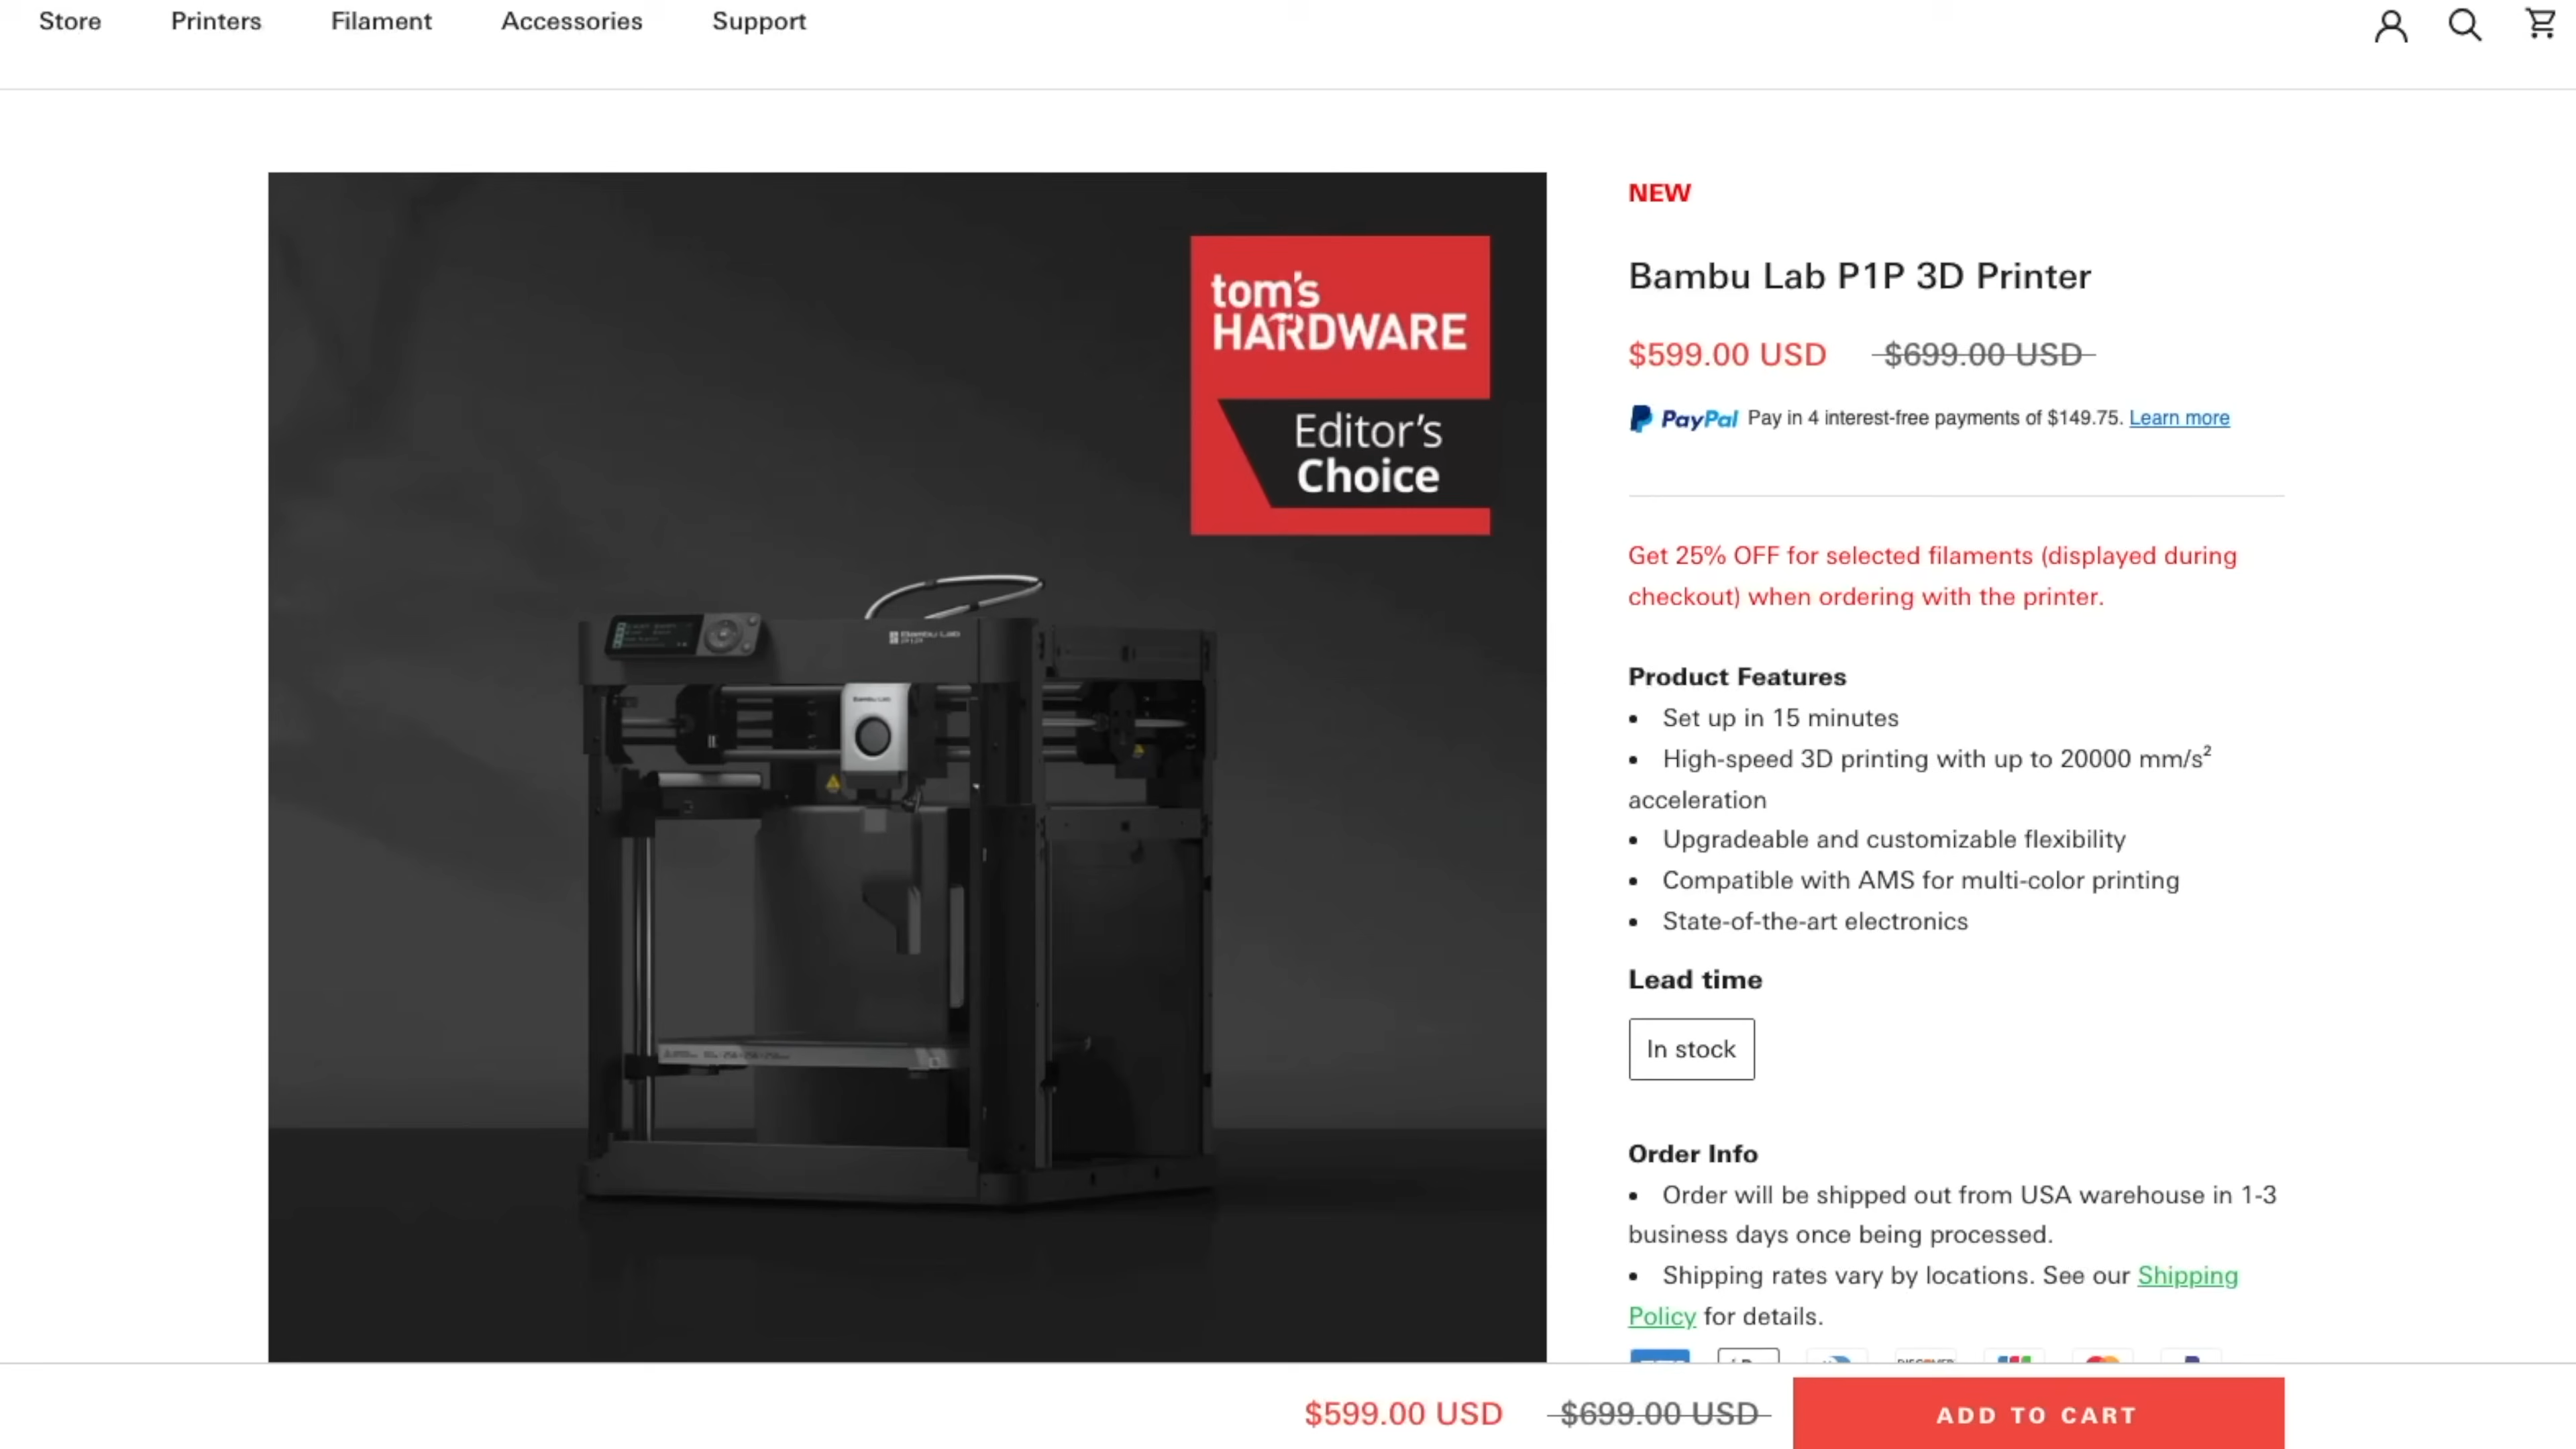 Store Printers Filament Accessories Support
tom's
HARDWARE
Editor's
Choice
Bambu Lab
Bambu Lab
NEW
Bambu Lab P1P 3D Printer
$599.00 USD $699.00 USD
PayPal Pay in 4 interest-free payments of $149.75. Learn more
Get 25% OFF for selected filaments (displayed during
checkout) when ordering with the printer.
Product Features
• Set up in 15 minutes
• High-speed 3D printing with up to 20000 mm/s²
acceleration
• Upgradeable and customizable flexibility
• Compatible with AMS for multi-color printing
• State-of-the-art electronics
Lead time
In stock
Order Info
• Order will be shipped out from USA warehouse in 1-3
business days once being processed.
• Shipping rates vary by locations. See our Shipping
Policy for details.
$599.00 USD $699.00 USD ADD TO CART